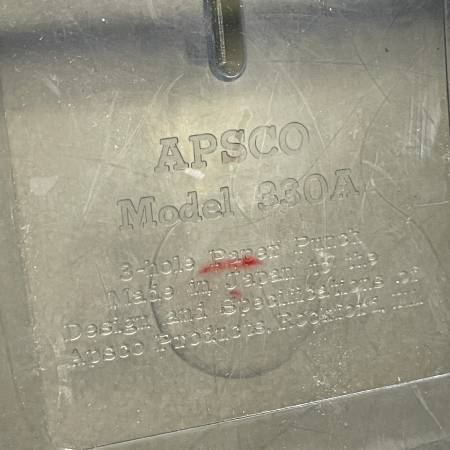 APSCO
Model 330A
3-hole Paper Punch
Made in Japan to the
Design and Specifications of
Apsco Products, Rockford, Ill.